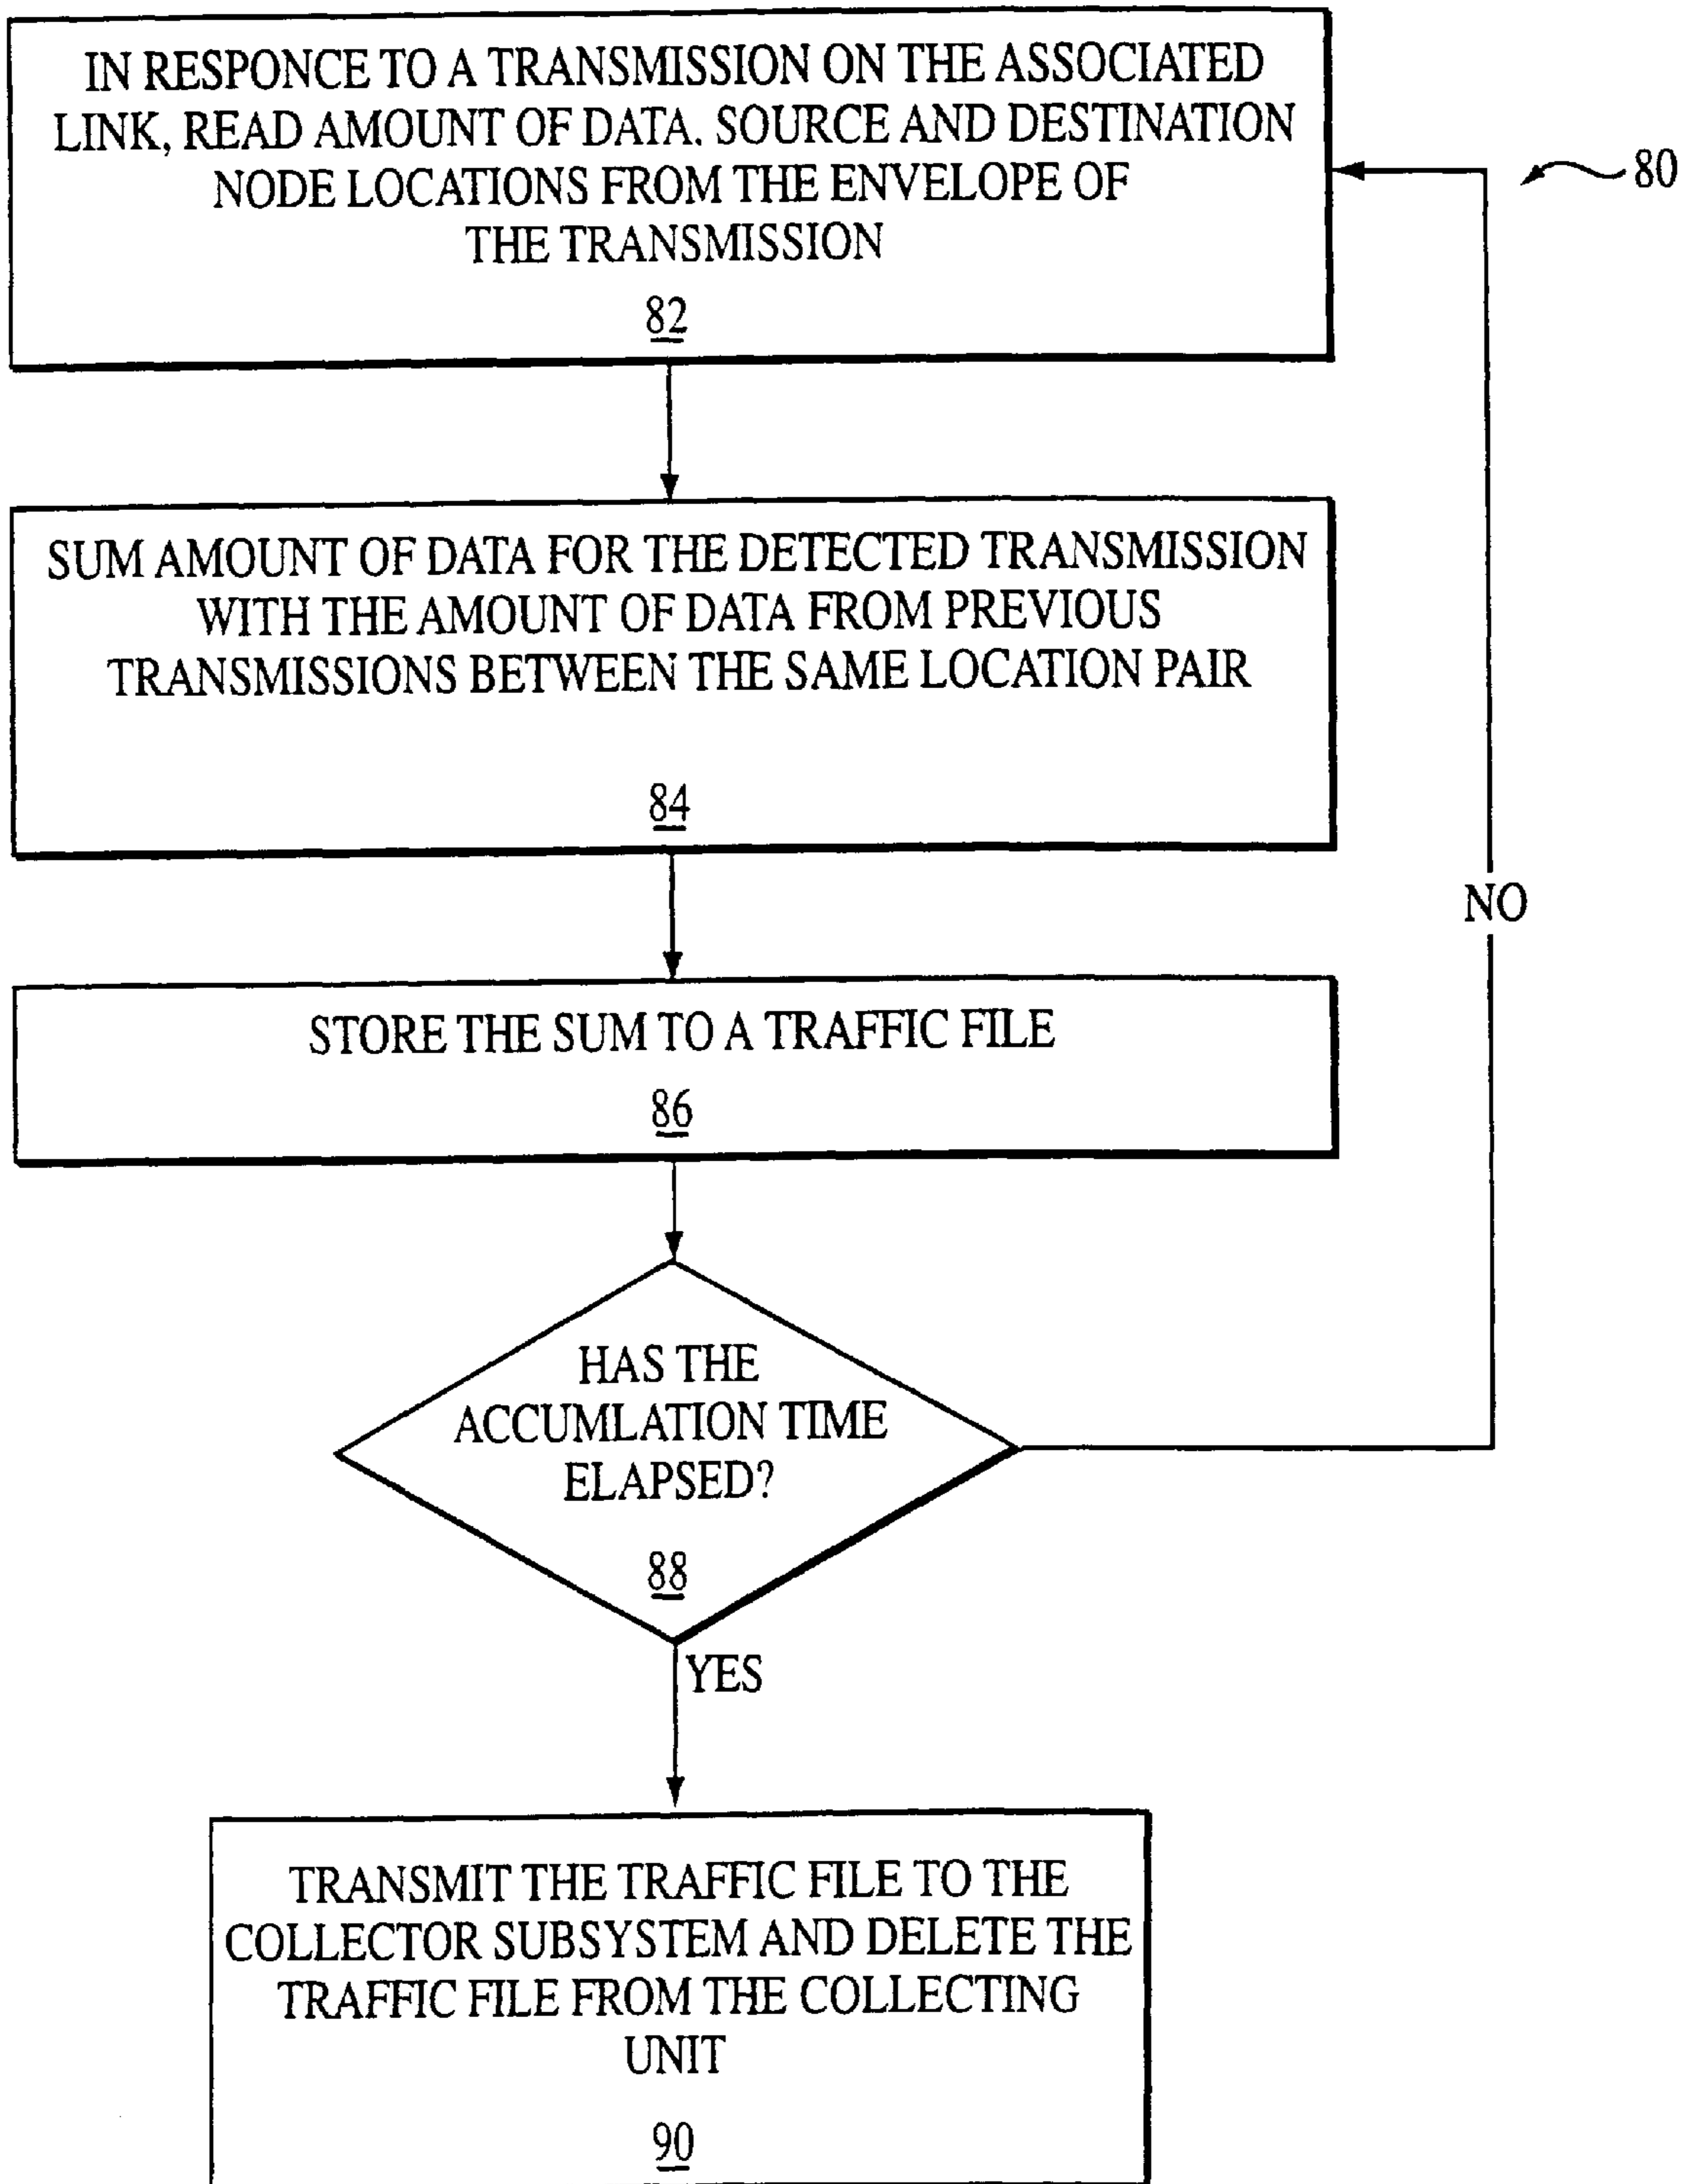 IN RESPONCE TO A TRANSMISSION ON THE ASSOCIATED
LINK, READ AMOUNT OF DATA. SOURCE AND DESTINATION
NODE LOCATIONS FROM THE ENVELOPE OF
THE TRANSMISSION
82
80
SUM AMOUNT OF DATA FOR THE DETECTED TRANSMISSION
WITH THE AMOUNT OF DATA FROM PREVIOUS
TRANSMISSIONS BETWEEN THE SAME LOCATION PAIR
84
NO
STORE THE SUM TO A TRAFFIC FILE
86
HAS THE
ACCUMLATION TIME
ELAPSED?
88
YES
TRANSMIT THE TRAFFIC FILE TO THE
COLLECTOR SUBSYSTEM AND DELETE THE
TRAFFIC FILE FROM THE COLLECTING
UNIT
90